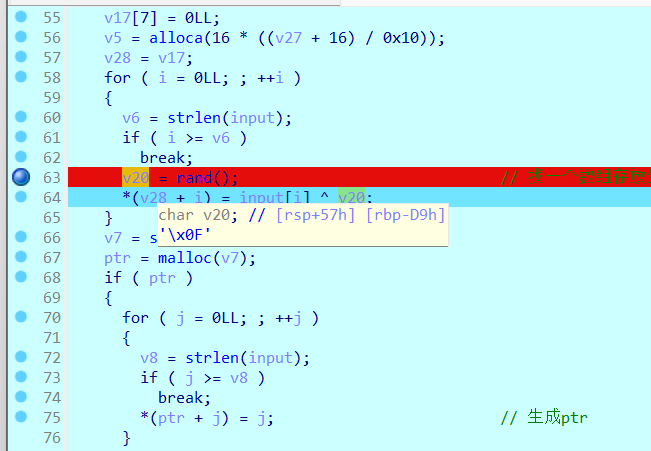 55 v17[7] = 0LL;
56 v5 = alloca(16 * ((v27 + 16) / 0x10));
57 v28 = v17;
58 for ( i = 0LL; ; ++i )
59 {
60 v6 = strlen(input);
61 if ( i >= v6 )
62 break;
63 v20 = rand(); //
64 *(v28 + i) = input[i] ^ v20;
65 }
char v20; // [rsp+57h] [rbp-D9h]
'\x0F'
66 v7 = s
67 ptr = malloc(v7);
68 if ( ptr )
69 {
70 for ( j = 0LL; ; ++j )
71 {
72 v8 = strlen(input);
73 if ( j >= v8 )
74 break;
75 *(ptr + j) = j; // 生成ptr
76 }